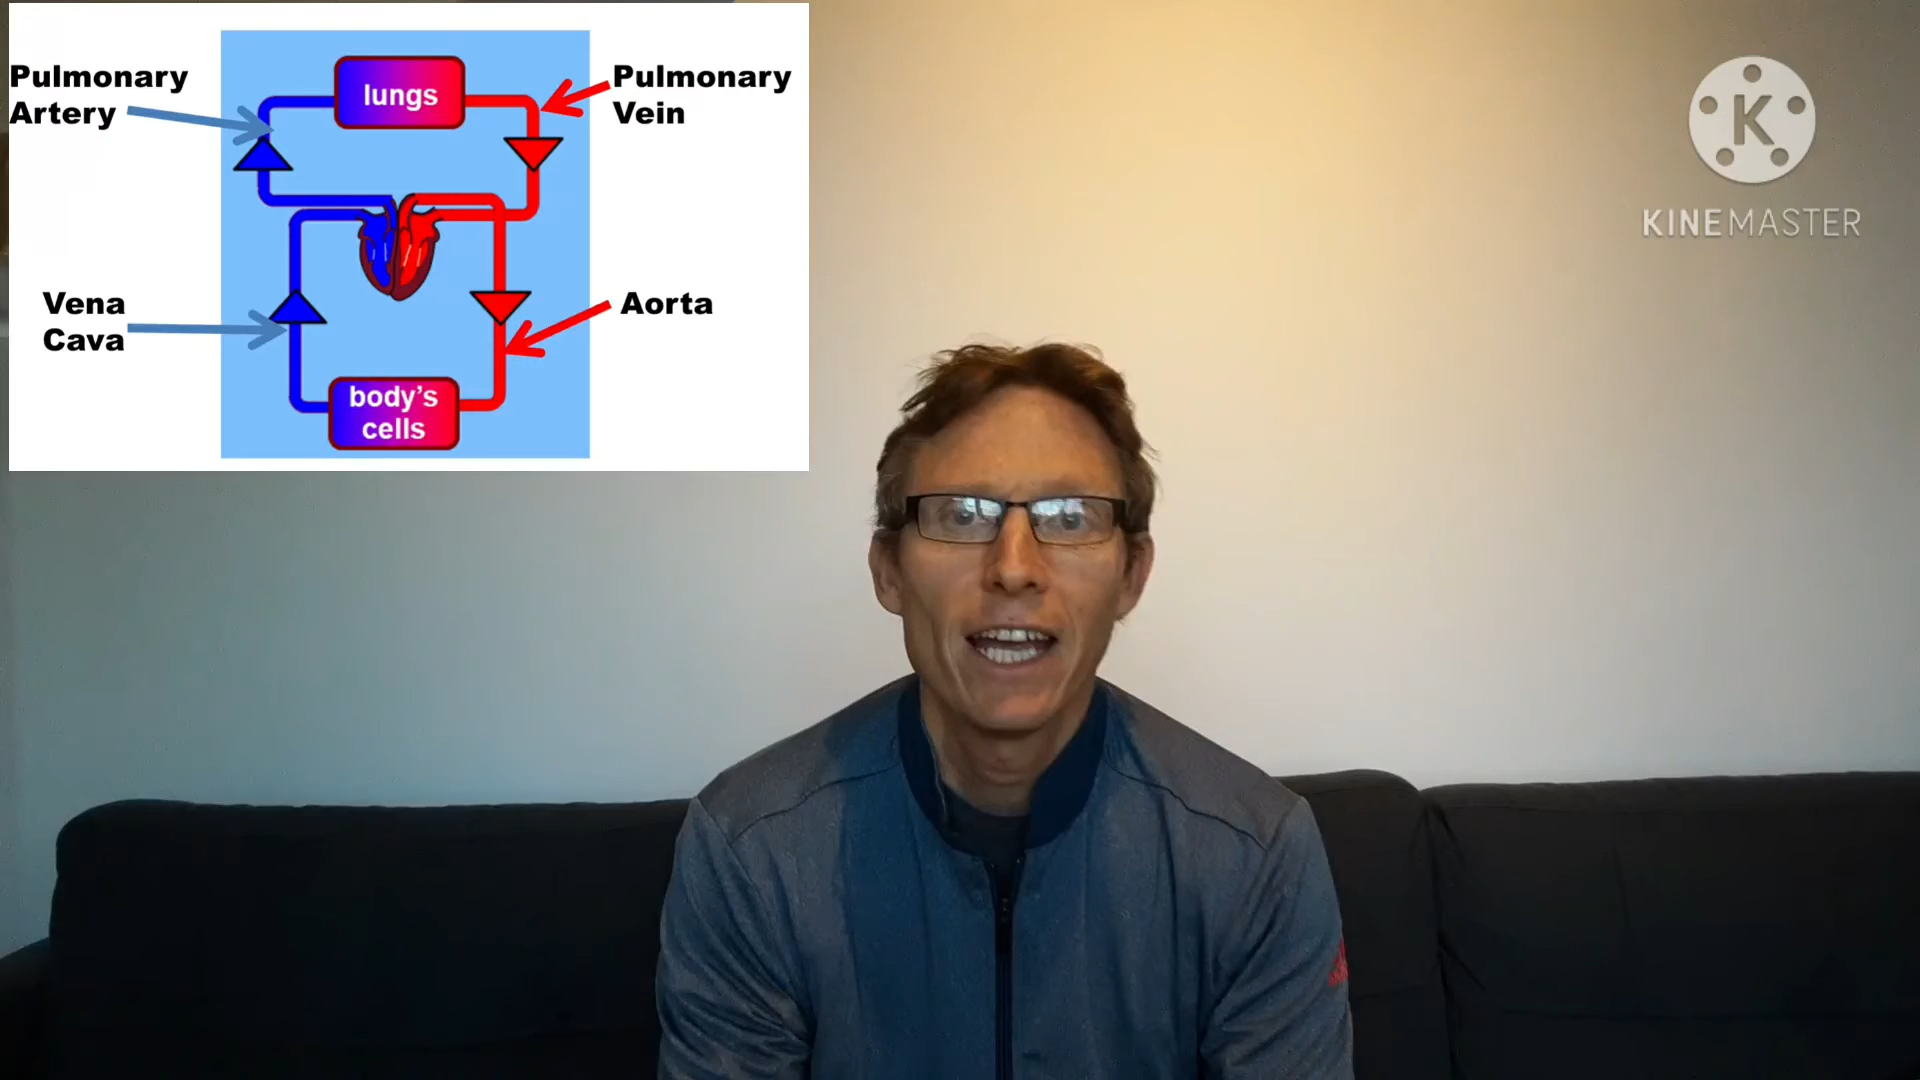 Pulmonary
Artery
lungs
Pulmonary
Vein
Vena
Cava
Aorta
body's
cells
K
KINEMASTER